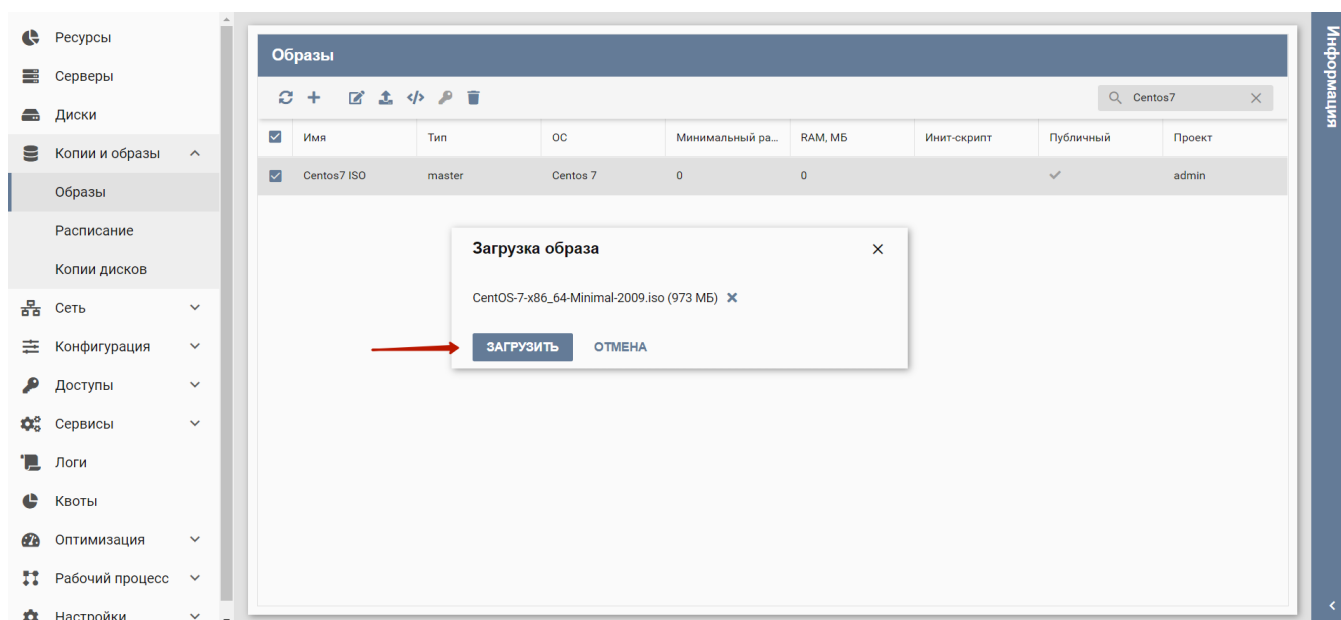 Ресурсы
Серверы
Диски
Копии и образы
Образы
Расписание
Копии дисков
Сеть
Конфигурация
Доступы
Сервисы
Логи
Квоты
Оптимизация
Рабочий процесс
Настройки
Образы
Centos7
Имя Тип ОС Минимальный ра... RAM, МБ Инит-скрипт Публичный Проект
Centos7 ISO master Centos 7 0 0 admin
Загрузка образа
CentOS-7-x86_64-Minimal-2009.iso (973 МБ)
ЗАГРУЗИТЬ ОТМЕНА
Информация